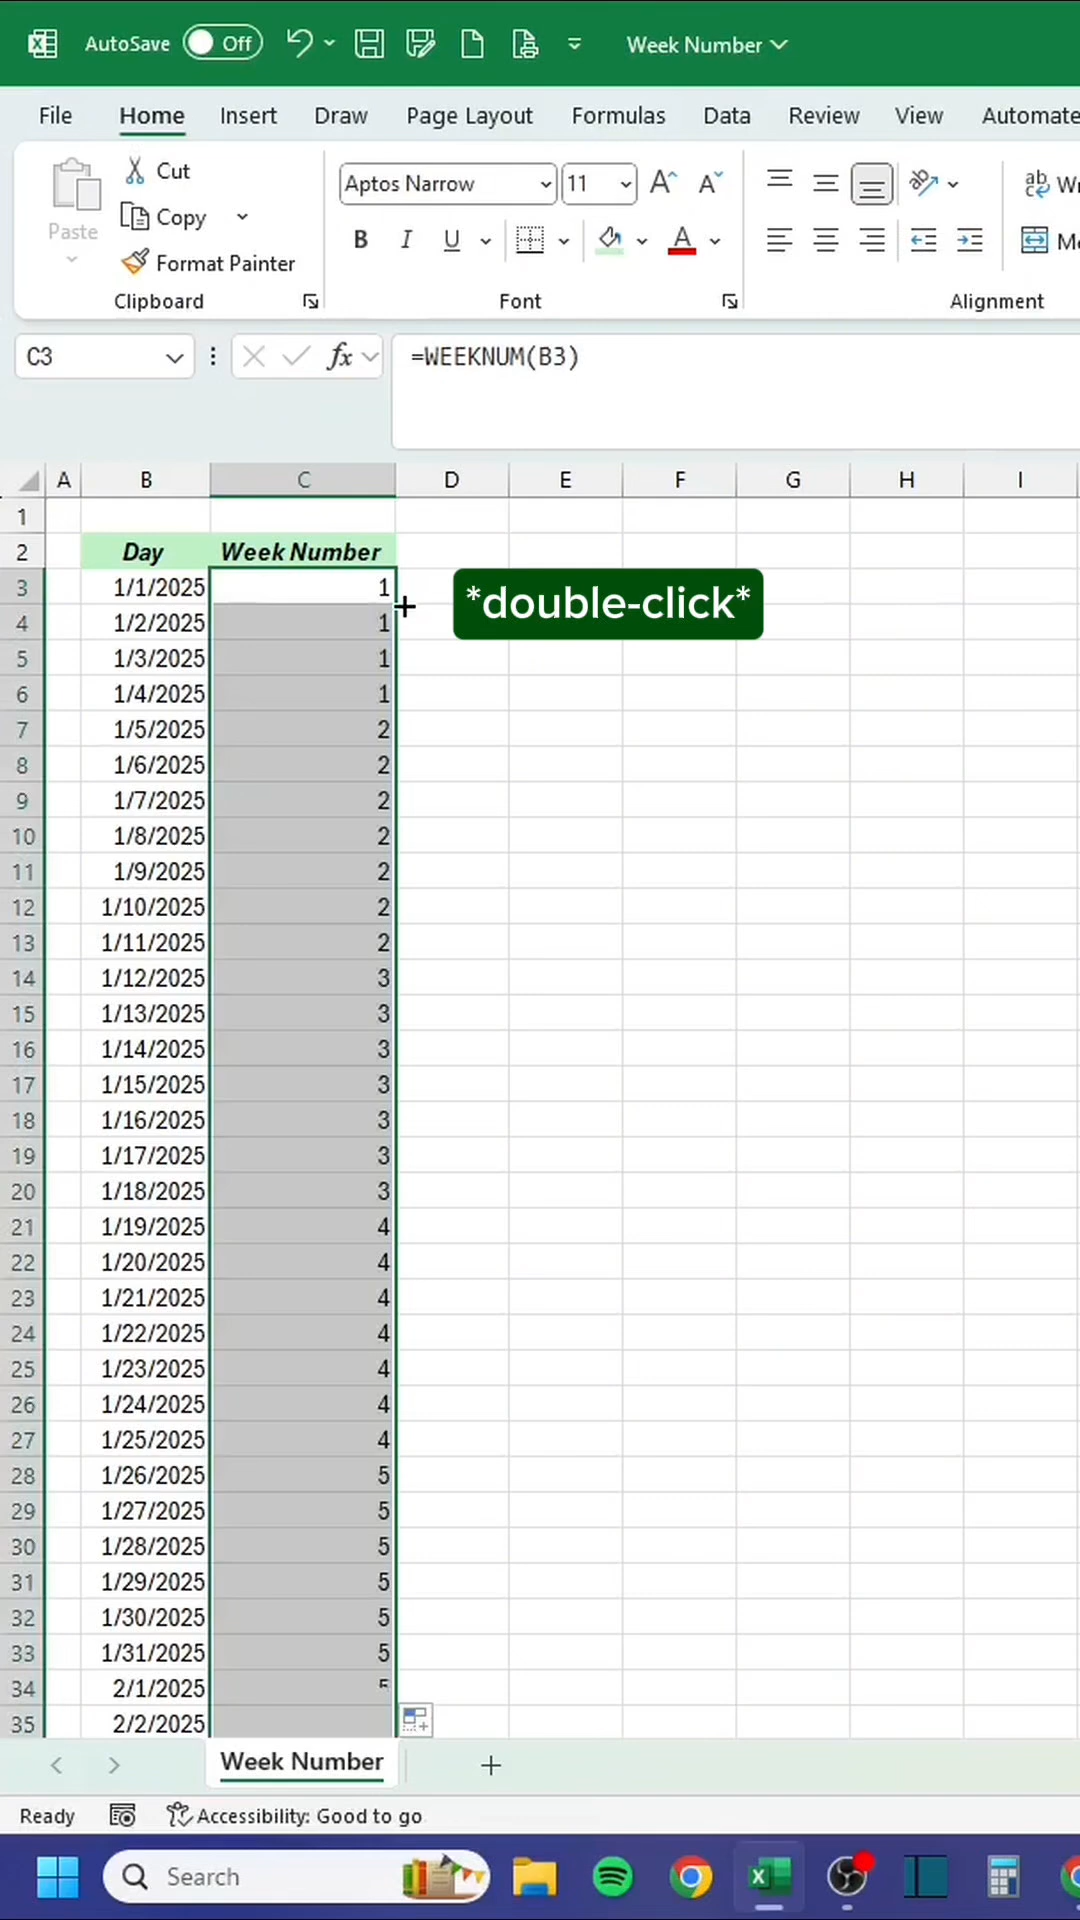 AutoSave Off Week Number
File Home Insert Draw Page Layout Formulas Data Review View Automate
Paste
Cut
Copy
Format Painter
Clipboard
Aptos Narrow 11
B I U
Font
Alignment
C3 fx =WEEKNUM(B3)
A B C D E F G H I
1
2 Day Week Number
3 1/1/2025 1
*double-click*
4 1/2/2025 1
5 1/3/2025 1
6 1/4/2025 1
7 1/5/2025 2
8 1/6/2025 2
9 1/7/2025 2
10 1/8/2025 2
11 1/9/2025 2
12 1/10/2025 2
13 1/11/2025 2
14 1/12/2025 3
15 1/13/2025 3
16 1/14/2025 3
17 1/15/2025 3
18 1/16/2025 3
19 1/17/2025 3
20 1/18/2025 3
21 1/19/2025 4
22 1/20/2025 4
23 1/21/2025 4
24 1/22/2025 4
25 1/23/2025 4
26 1/24/2025 4
27 1/25/2025 4
28 1/26/2025 5
29 1/27/2025 5
30 1/28/2025 5
31 1/29/2025 5
32 1/30/2025 5
33 1/31/2025 5
34 2/1/2025 5
35 2/2/2025
Week Number
Ready Accessibility: Good to go
Search